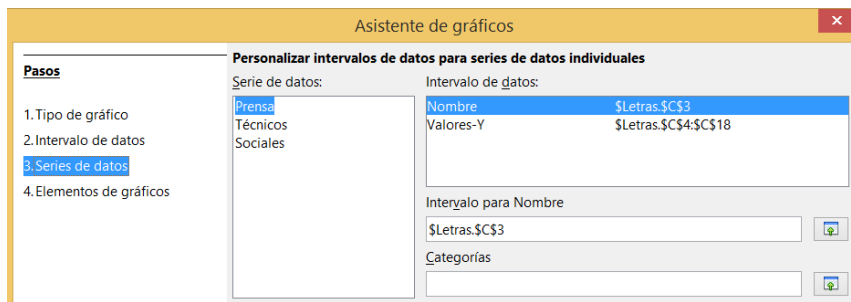 Asistente de gráficos
Pasos
1. Tipo de gráfico
2. Intervalo de datos
3. Series de datos
4. Elementos de gráficos
Personalizar intervalos de datos para series de datos individuales
Serie de datos:
Prensa
Técnicos
Sociales
Intervalo de datos:
Nombre $Letras.$C$3
Valores-Y $Letras.$C$4:$C$18
Intervalo para Nombre
$Letras.$C$3
Categorías